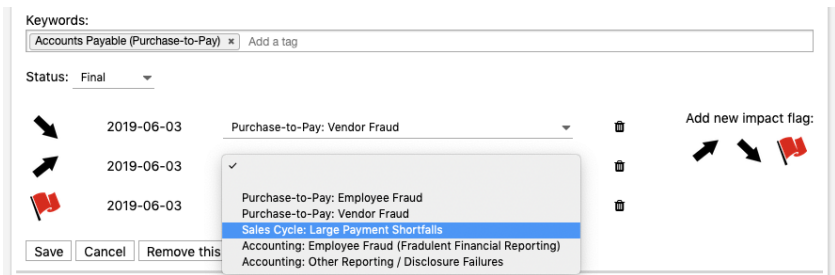 Keywords:
Accounts Payable (Purchase-to-Pay) × Add a tag
Status: Final
Add new impact flag:
2019-06-03 Purchase-to-Pay: Vendor Fraud
2019-06-03
2019-06-03
Purchase-to-Pay: Employee Fraud
Purchase-to-Pay: Vendor Fraud
Sales Cycle: Large Payment Shortfalls
Accounting: Employee Fraud (Fradulent Financial Reporting)
Accounting: Other Reporting / Disclosure Failures
Save Cancel Remove this